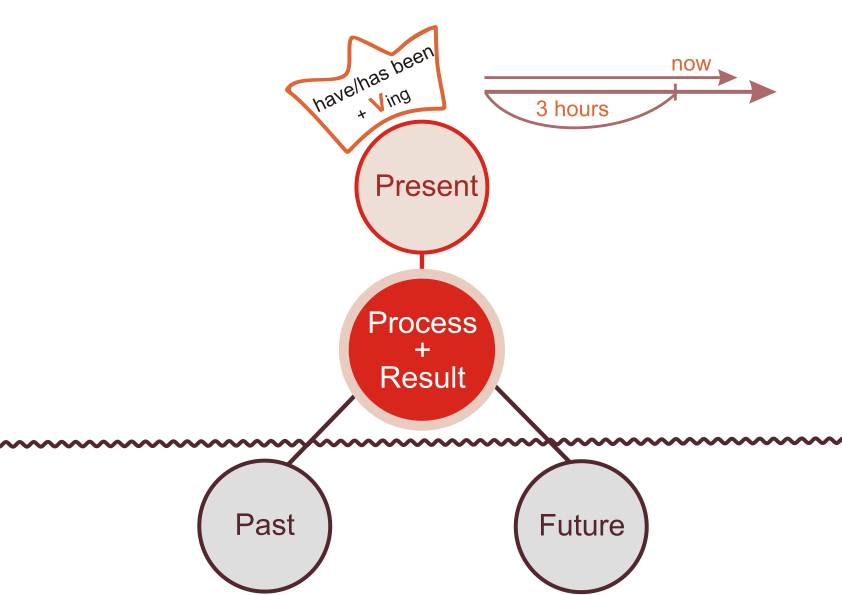 have/has been
+ Ving
now
3 hours
Present
Process
+
Result
Past
Future